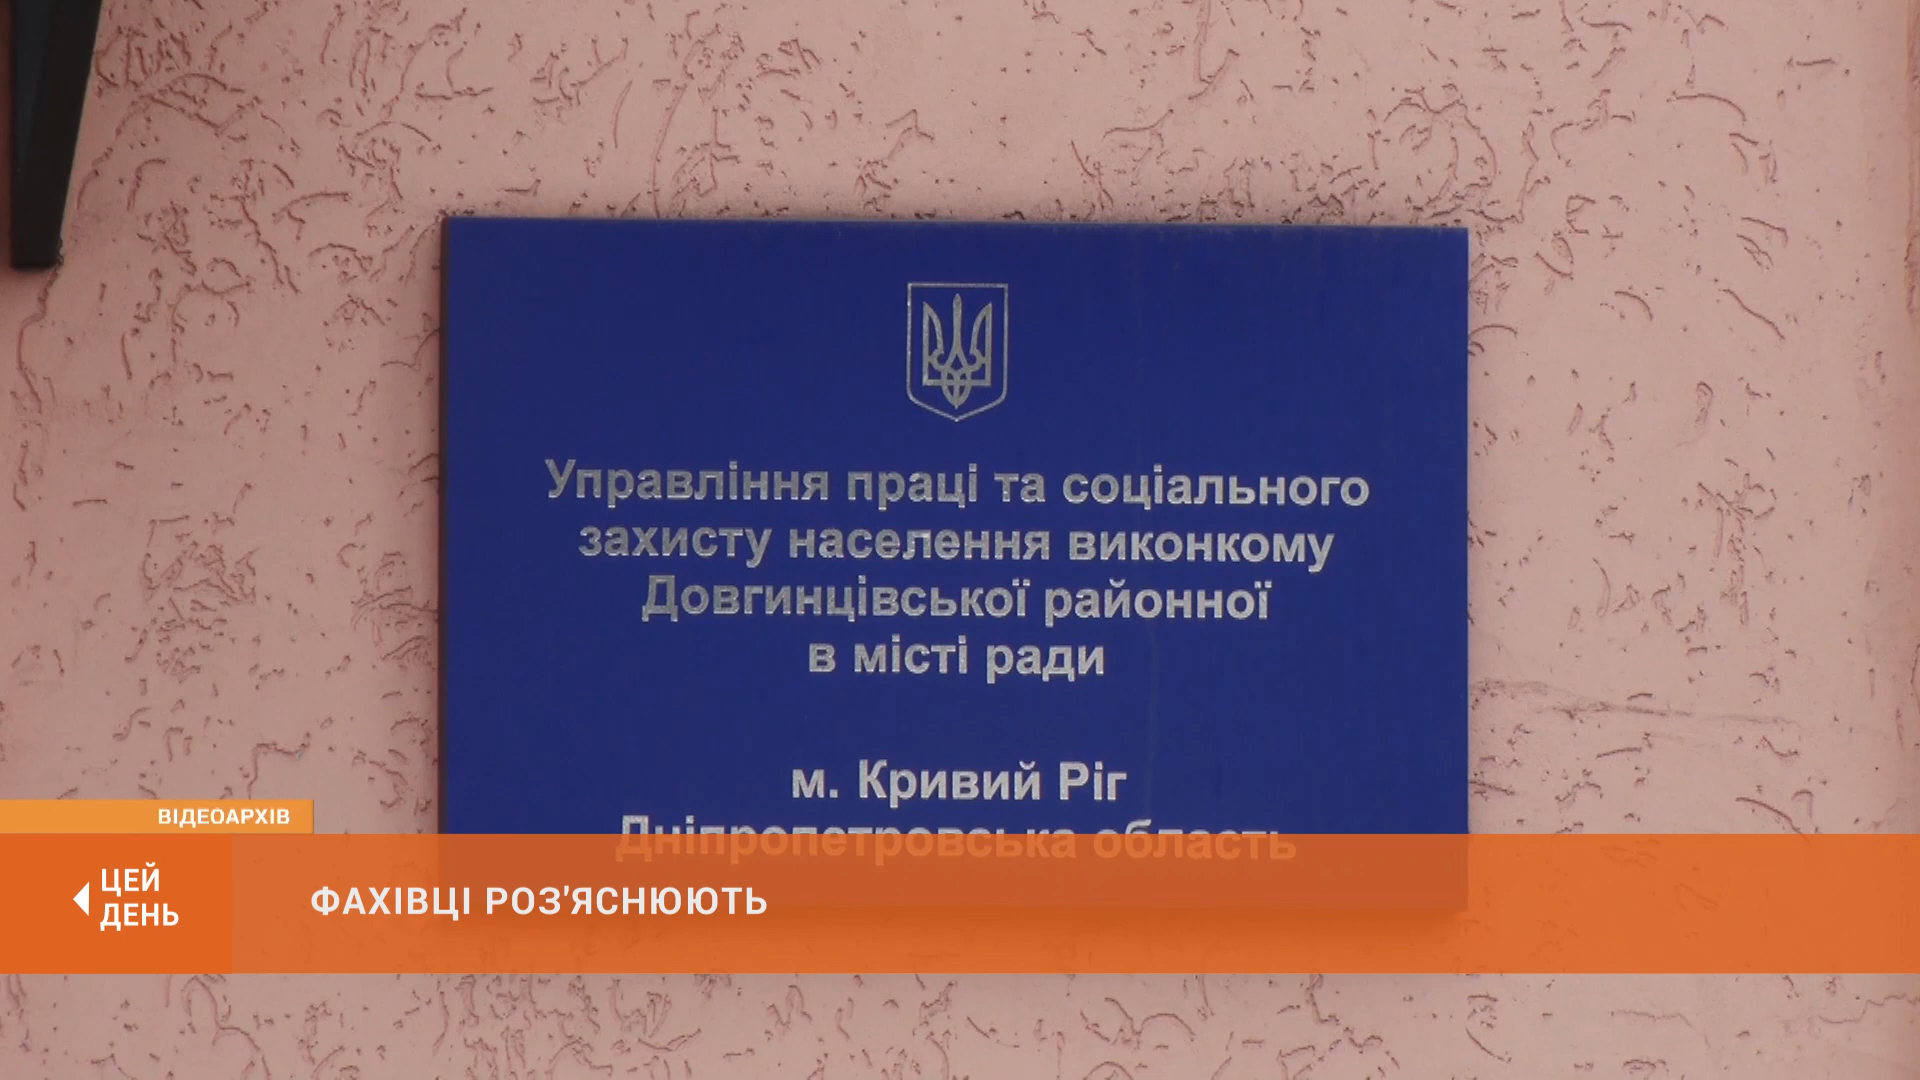 Управління праці та соціального
захисту населення виконкому
Довгинцівської районної
в місті ради
м. Кривий Ріг
Дніпропетровська область
ВІДЕОАРХІВ
ЦЕЙ
ДЕНЬ
ФАХІВЦІ РОЗ'ЯСНЮЮТЬ